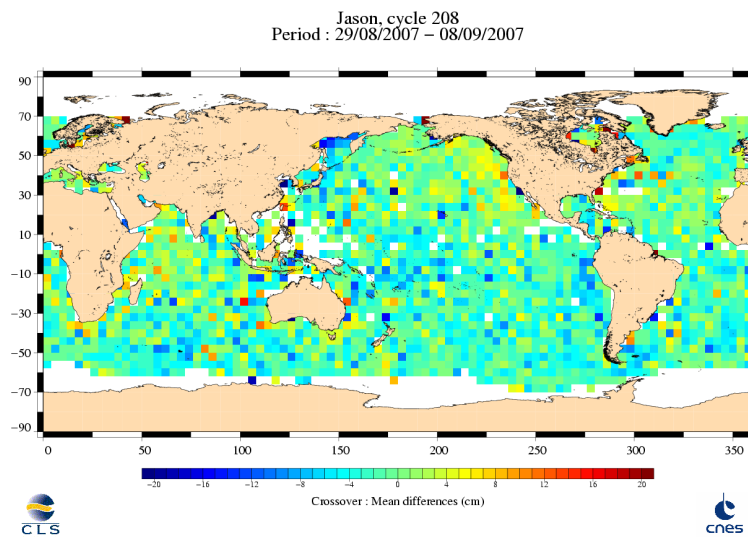 Jason, cycle 208
Period : 29/08/2007 − 08/09/2007
90
70
50
30
10
−10
−30
−50
−70
−90
0 50 100 150 200 250 300 350
−20 −16 −12 −8 −4 0 4 8 12 16 20
Crossover : Mean differences (cm)
CLS
cnes